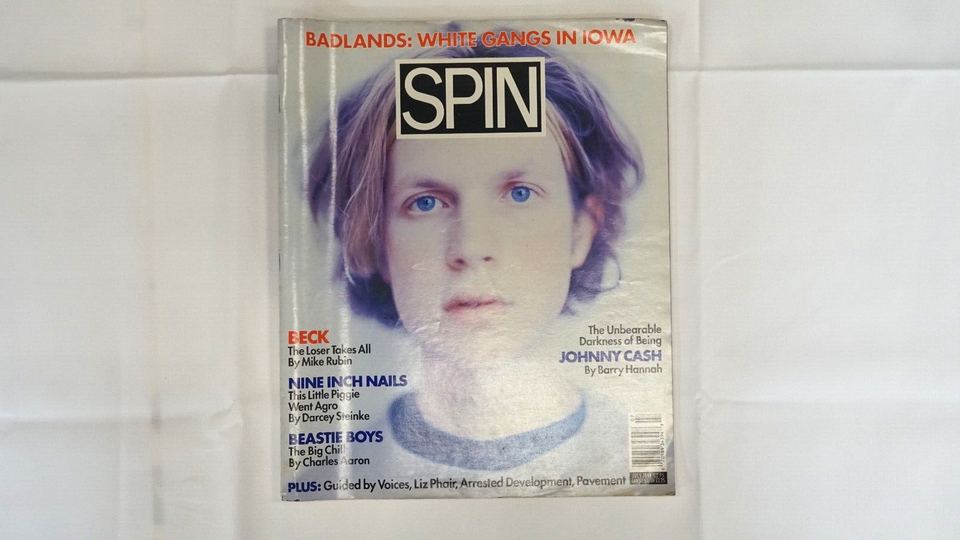 BADLANDS: WHITE GANGS IN IOWA
SPIN
BECK
The Loser Takes All
By Mike Rubin
NINE INCH NAILS
This Little Piggie
Went Agro
By Darcey Steinke
BEASTIE BOYS
The Big Chill
By Charles Aaron
The Unbearable
Darkness of Being
JOHNNY CASH
By Barry Hannah
PLUS: Guided by Voices, Liz Phair, Arrested Development, Pavement